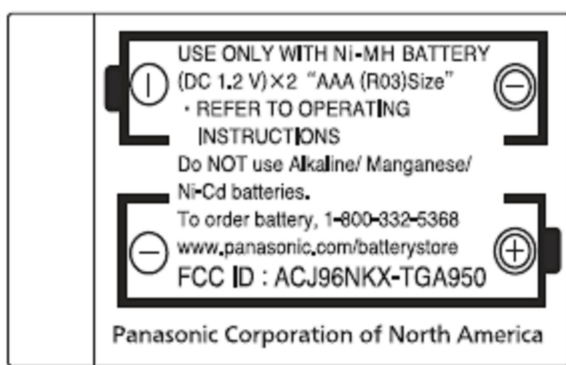 USE ONLY WITH Ni-MH BATTERY
(DC 1.2 V)×2 “AAA (R03)Size”
· REFER TO OPERATING
INSTRUCTIONS
Do NOT use Alkaline/ Manganese/
Ni-Cd batteries.
To order battery, 1-800-332-5368
www.panasonic.com/batterystore
FCC ID : ACJ96NKX-TGA950
Panasonic Corporation of North America